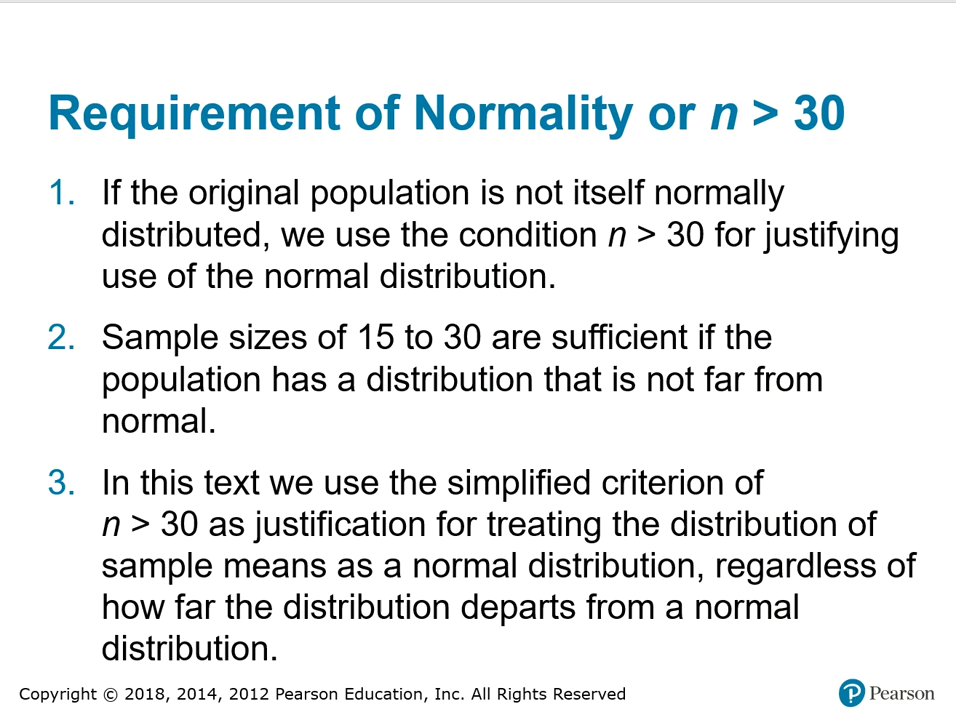 Requirement of Normality or n > 30
1. If the original population is not itself normally
distributed, we use the condition n > 30 for justifying
use of the normal distribution.
2. Sample sizes of 15 to 30 are sufficient if the
population has a distribution that is not far from
normal.
3. In this text we use the simplified criterion of
n > 30 as justification for treating the distribution of
sample means as a normal distribution, regardless of
how far the distribution departs from a normal
distribution.
Copyright © 2018, 2014, 2012 Pearson Education, Inc. All Rights Reserved
P Pearson